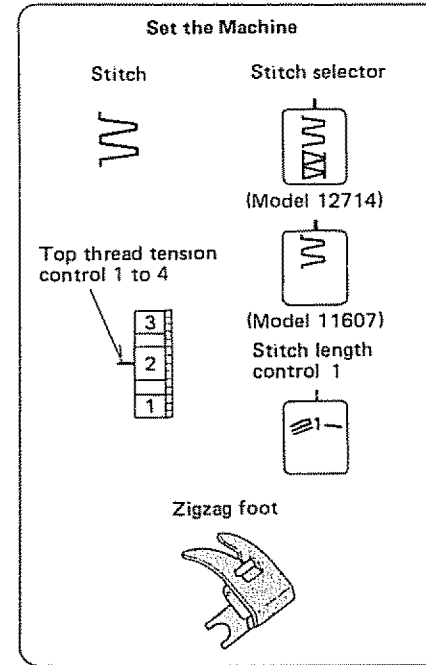 Set the Machine
Stitch
Stitch selector
(Model 12714)
Top thread tension
control 1 to 4
3
2
1
(Model 11607)
Stitch length
control 1
1
Zigzag foot